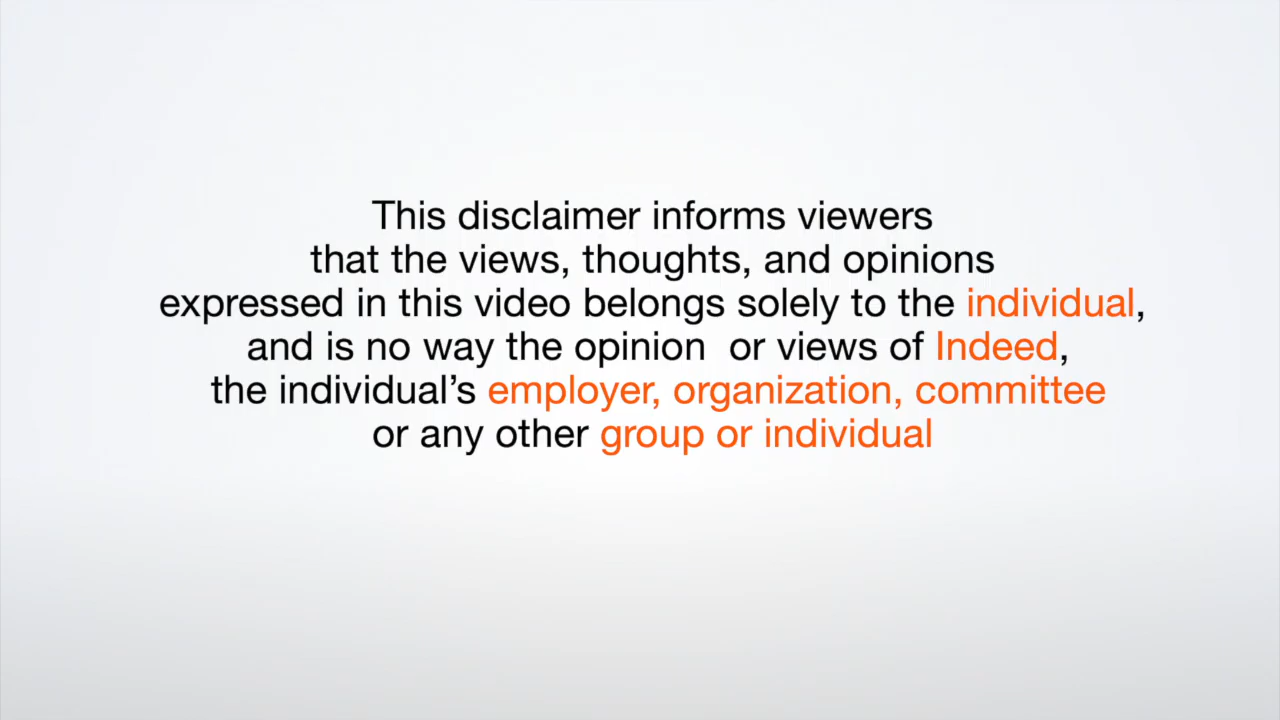 This disclaimer informs viewers
that the views, thoughts, and opinions
expressed in this video belongs solely to the individual,
and is no way the opinion  or views of Indeed,
the individual’s employer, organization, committee
or any other group or individual